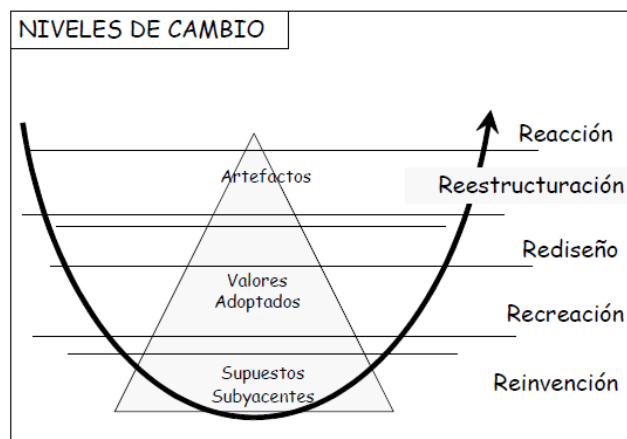 NIVELES DE CAMBIO
Reacción
Artefactos
Reestructuración
Rediseño
Valores
Adoptados
Recreación
Supuestos
Subyacentes
Reinvención